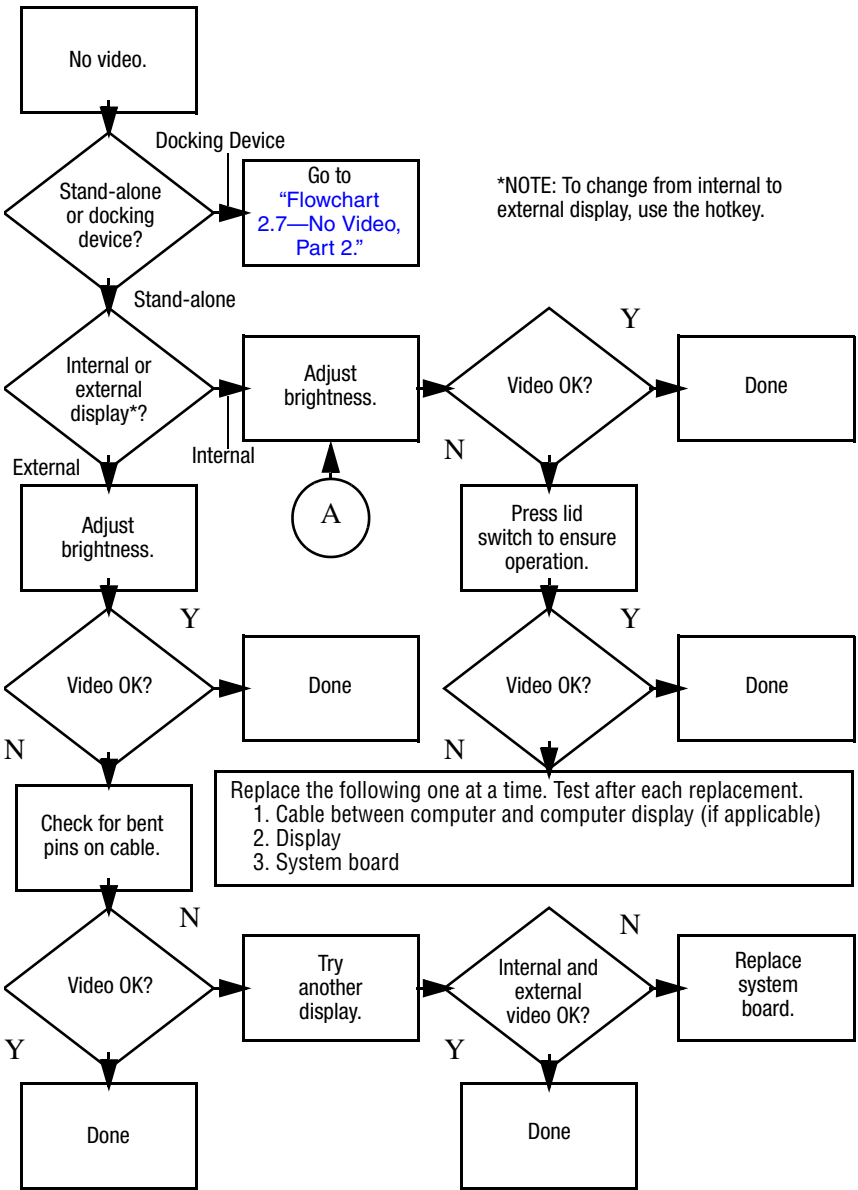 No video.
Docking Device
Stand-alone
or docking
device?
Go to
“Flowchart
2.7—No Video,
Part 2.”
*NOTE: To change from internal to
external display, use the hotkey.
Stand-alone
Internal or
external
display*?
Internal
External
Adjust
brightness.
Video OK?
Y
Done
N
A
Press lid
switch to ensure
operation.
Adjust
brightness.
Video OK?
Y
Done
N
Video OK?
Y
Done
N
Check for bent
pins on cable.
Replace the following one at a time. Test after each replacement.
1. Cable between computer and computer display (if applicable)
2. Display
3. System board
Video OK?
N
Y
Try
another
display.
Internal and
external
video OK?
N
Y
Replace
system
board.
Done
Done